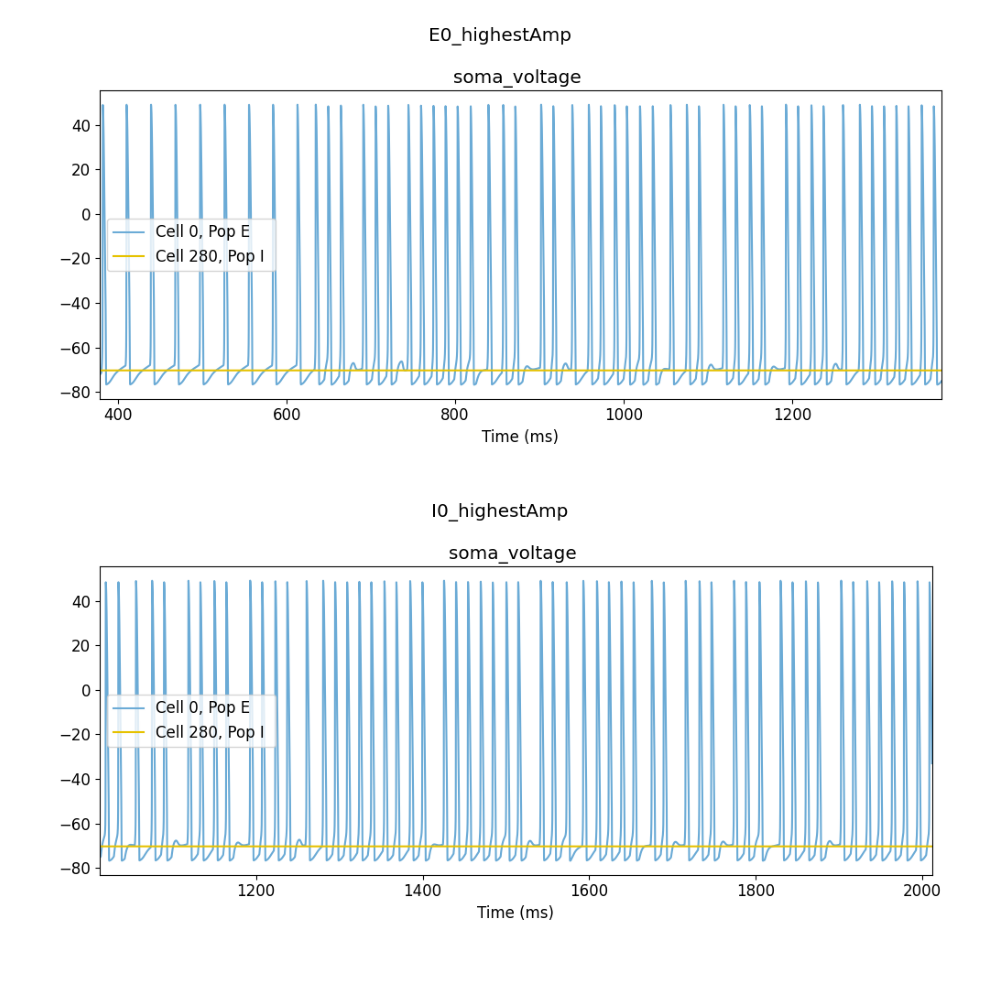 E0_highestAmp
soma_voltage
40
20
0
−20
−40
−60
−80
Cell 0, Pop E
Cell 280, Pop I
400 600 800 1000 1200
Time (ms)
I0_highestAmp
soma_voltage
40
20
0
−20
−40
−60
−80
Cell 0, Pop E
Cell 280, Pop I
1200 1400 1600 1800 2000
Time (ms)